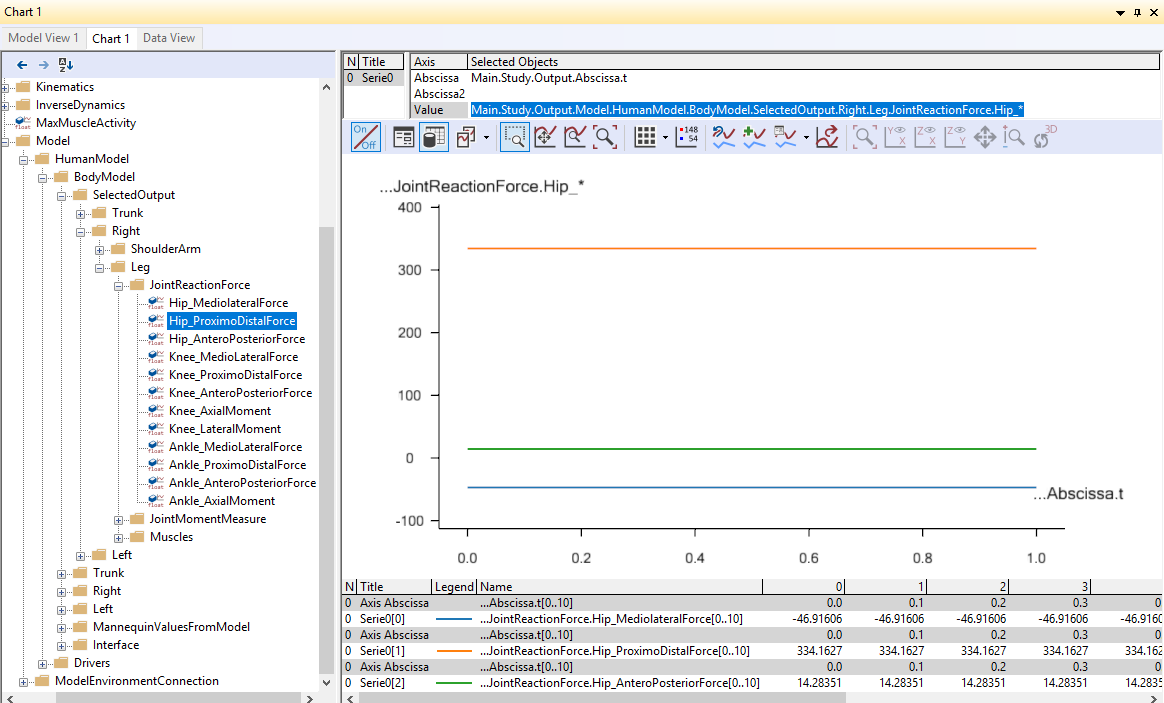 Chart 1
Model View 1 Chart 1 Data View
Kinematics
InverseDynamics
MaxMuscleActivity
Model
HumanModel
BodyModel
SelectedOutput
Trunk
Right
ShoulderArm
Leg
JointReactionForce
Hip_MediolateralForce
Hip_ProximoDistalForce
Hip_AnteroPosteriorForce
Knee_MedioLateralForce
Knee_ProximoDistalForce
Knee_AnteroPosteriorForce
Knee_AxialMoment
Knee_LateralMoment
Ankle_MedioLateralForce
Ankle_ProximoDistalForce
Ankle_AnteroPosteriorForce
Ankle_AxialMoment
JointMomentMeasure
Muscles
Left
Trunk
Right
Left
MannequinValuesFromModel
Interface
Drivers
ModelEnvironmentConnection
N Title
0 Serie0
Axis Selected Objects
Abscissa Main.Study.Output.Abscissa.t
Abscissa2
Value Main.Study.Output.Model.HumanModel.BodyModel.SelectedOutput.Right.Leg.JointReactionForce.Hip_*
On/Off
148
54
3D
...JointReactionForce.Hip_*
400
300
200
100
0
-100
...Abscissa.t
0.0 0.2 0.4 0.6 0.8 1.0
N Title Legend Name 0 1 2 3
0 Axis Abscissa ...Abscissa.t[0..10] 0.0 0.1 0.2 0.3 0
0 Serie0[0] ...JointReactionForce.Hip_MediolateralForce[0..10] -46.91606 -46.91606 -46.91606 -46.91606 -46.9160
0 Axis Abscissa ...Abscissa.t[0..10] 0.0 0.1 0.2 0.3 0
0 Serie0[1] ...JointReactionForce.Hip_ProximoDistalForce[0..10] 334.1627 334.1627 334.1627 334.1627 334.162
0 Axis Abscissa ...Abscissa.t[0..10] 0.0 0.1 0.2 0.3 0
0 Serie0[2] ...JointReactionForce.Hip_AnteroPosteriorForce[0..10] 14.28351 14.28351 14.28351 14.28351 14.2835